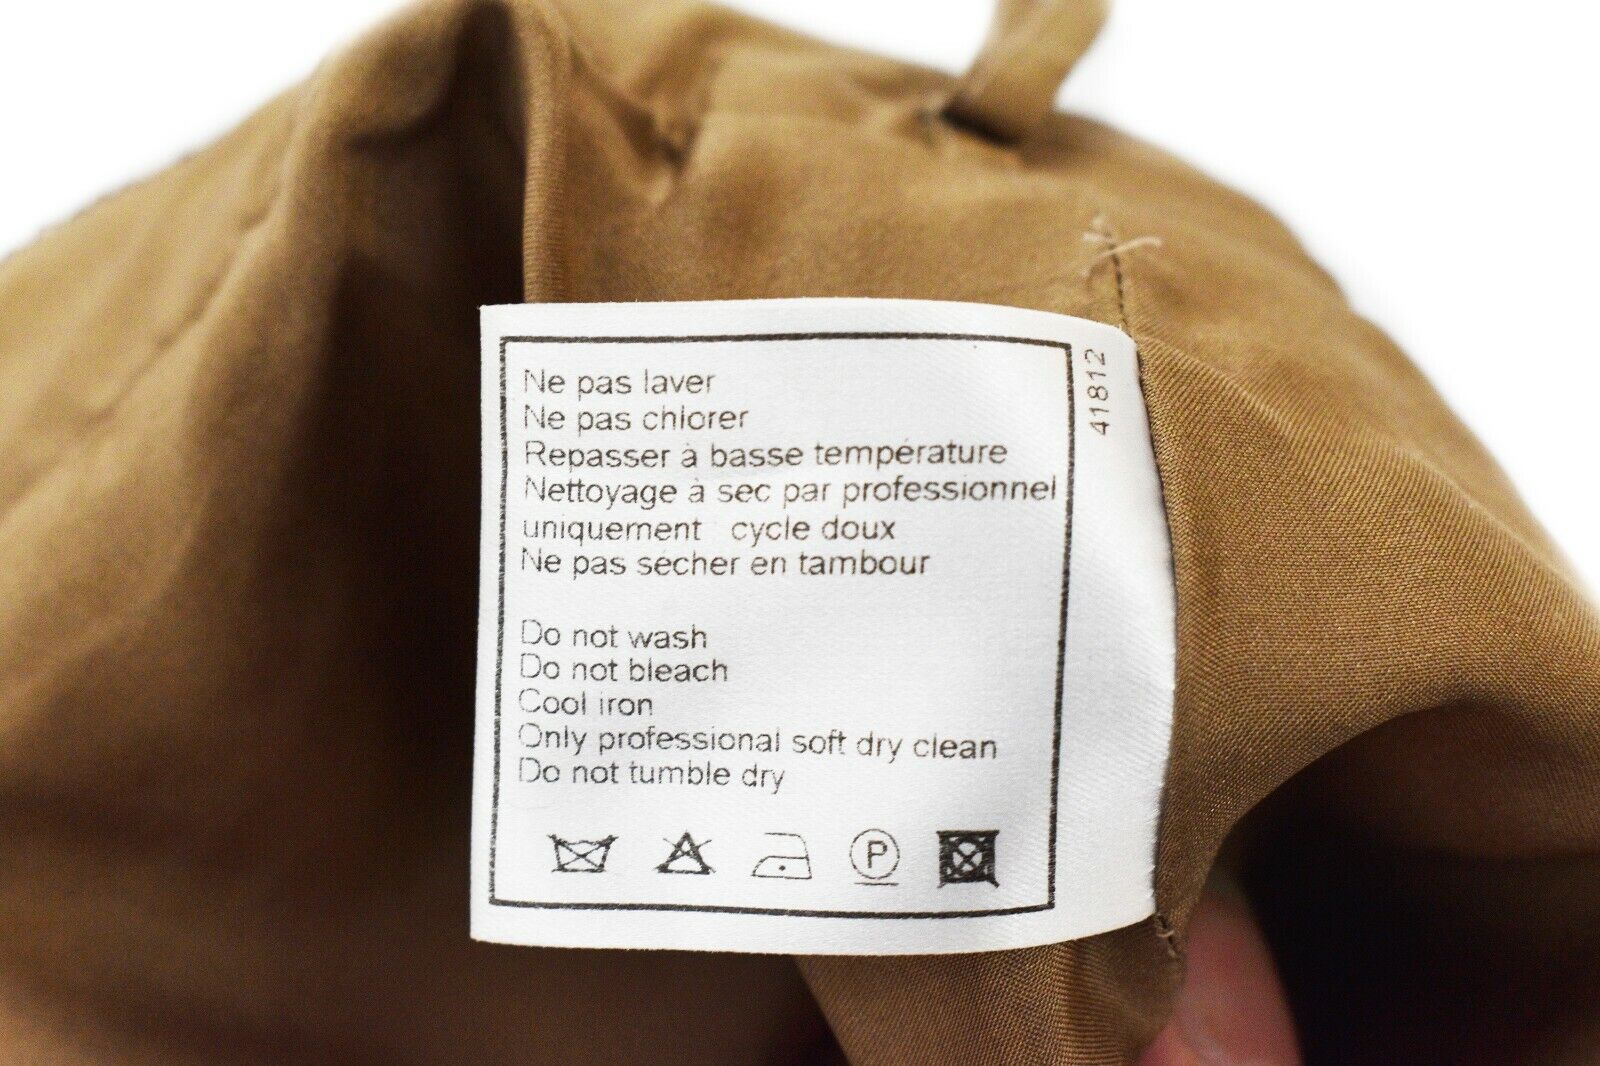 Ne pas laver
Ne pas chlorer
Repasser à basse température
Nettoyage à sec par professionnel
uniquement cycle doux
Ne pas sécher en tambour
Do not wash
Do not bleach
Cool iron
Only professional soft dry clean
Do not tumble dry
P
41812